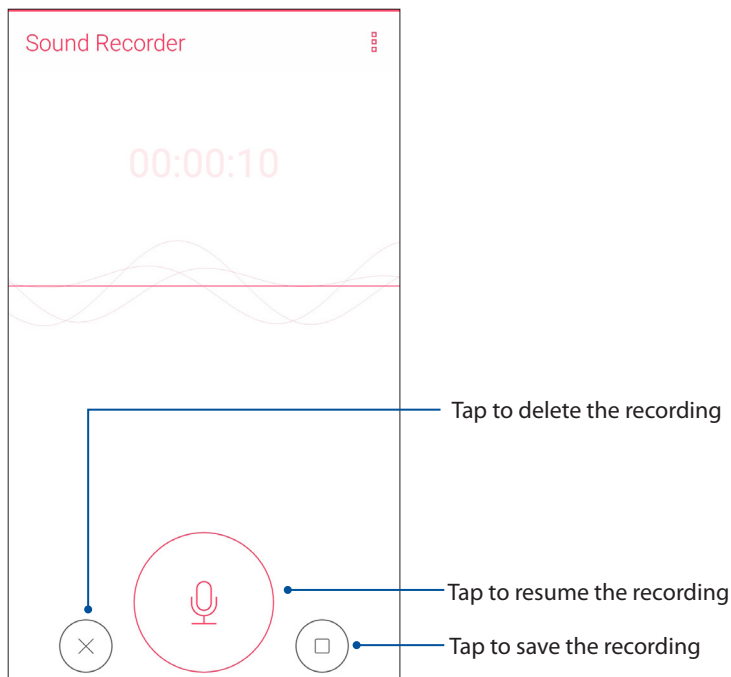 Sound Recorder
00:00:10
Tap to delete the recording
Tap to resume the recording
Tap to save the recording